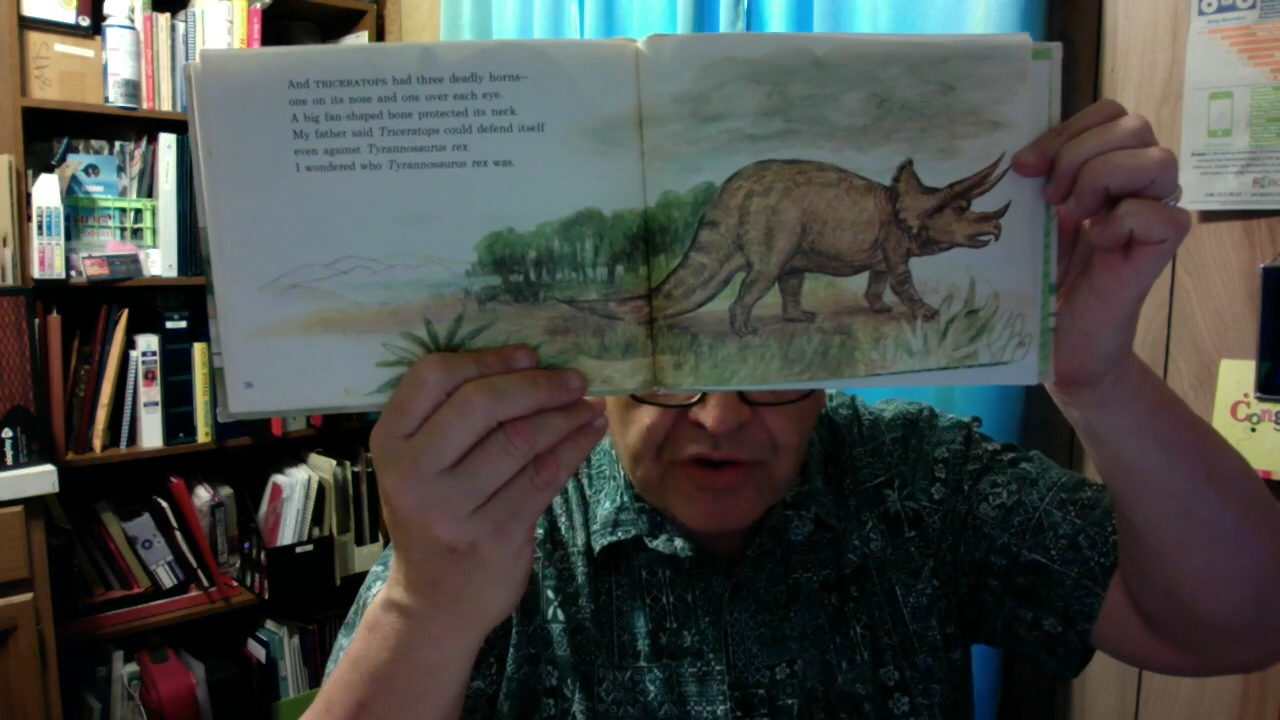 And TRICERATOPS had three deadly horns—
one on its nose and one over each eye.
A big fan-shaped bone protected its neck.
My father said Triceratops could defend itself
even against Tyrannosaurus rex.
I wondered who Tyrannosaurus rex was.
26